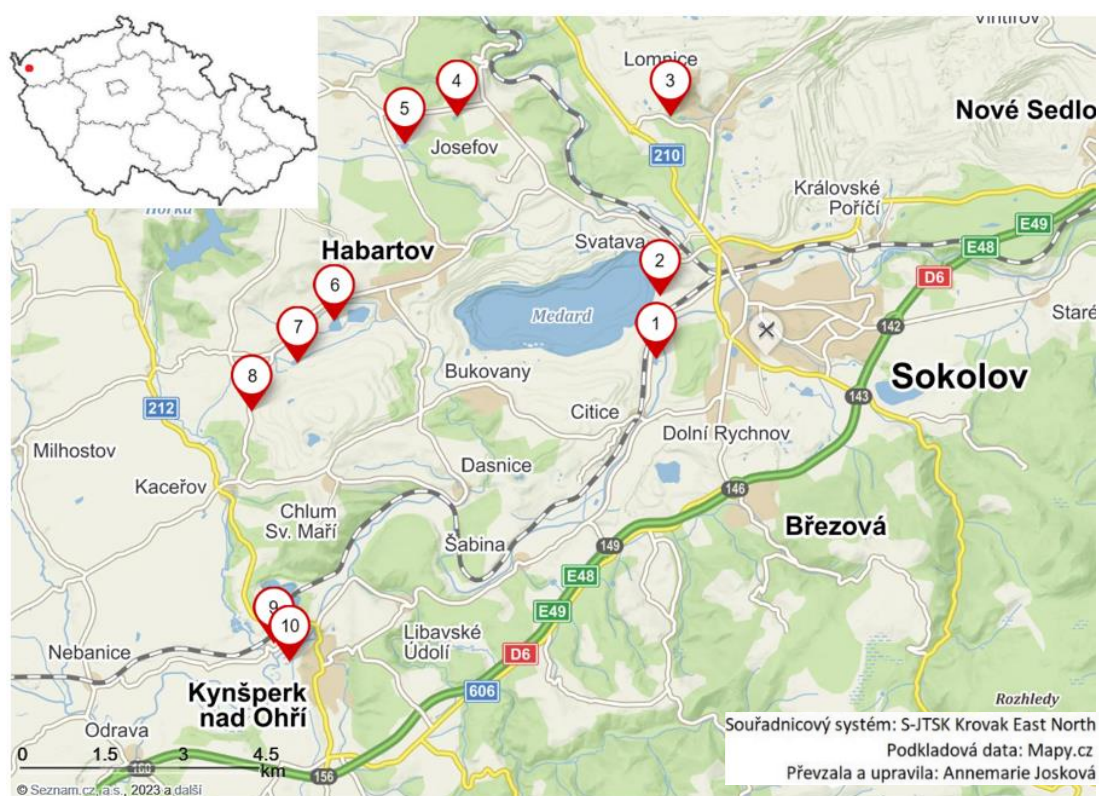 Vintířov
Lomnice
4
3
5
Nové Sedlo
Josefov
210
Královské
Poříčí
Horka
E49
Svatava
E48
Habartov
2
D6
6
Medard
1
Staré
7
142
8
Bukovany
Sokolov
143
212
Citice
Milhostov
Dolní Rychnov
Dasnice
146
Kaceřov
Chlum
Sv. Maří
Březová
Šabina
149
E48
9
E49
10
Libavské
Údolí
Nebanice
D6
Kynšperk
nad Ohří
606
Rozhledy
Odrava
Souřadnicový systém: S-JTSK Krovak East North
0 1.5 3 4.5
km
Podkladová data: Mapy.cz
156
Převzala a upravila: Annemarie Josková
© Seznam.cz, a.s., 2023 a další